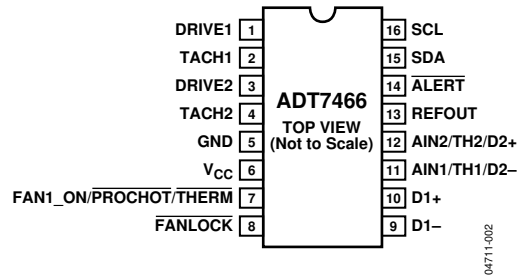 DRIVE1 1
TACH1 2
DRIVE2 3
TACH2 4
GND 5
VCC 6
FAN1_ON/PROCHOT/THERM 7
FANLOCK 8
ADT7466
TOP VIEW
(Not to Scale)
16 SCL
15 SDA
14 ALERT
13 REFOUT
12 AIN2/TH2/D2+
11 AIN1/TH1/D2–
10 D1+
9 D1–
04711-002